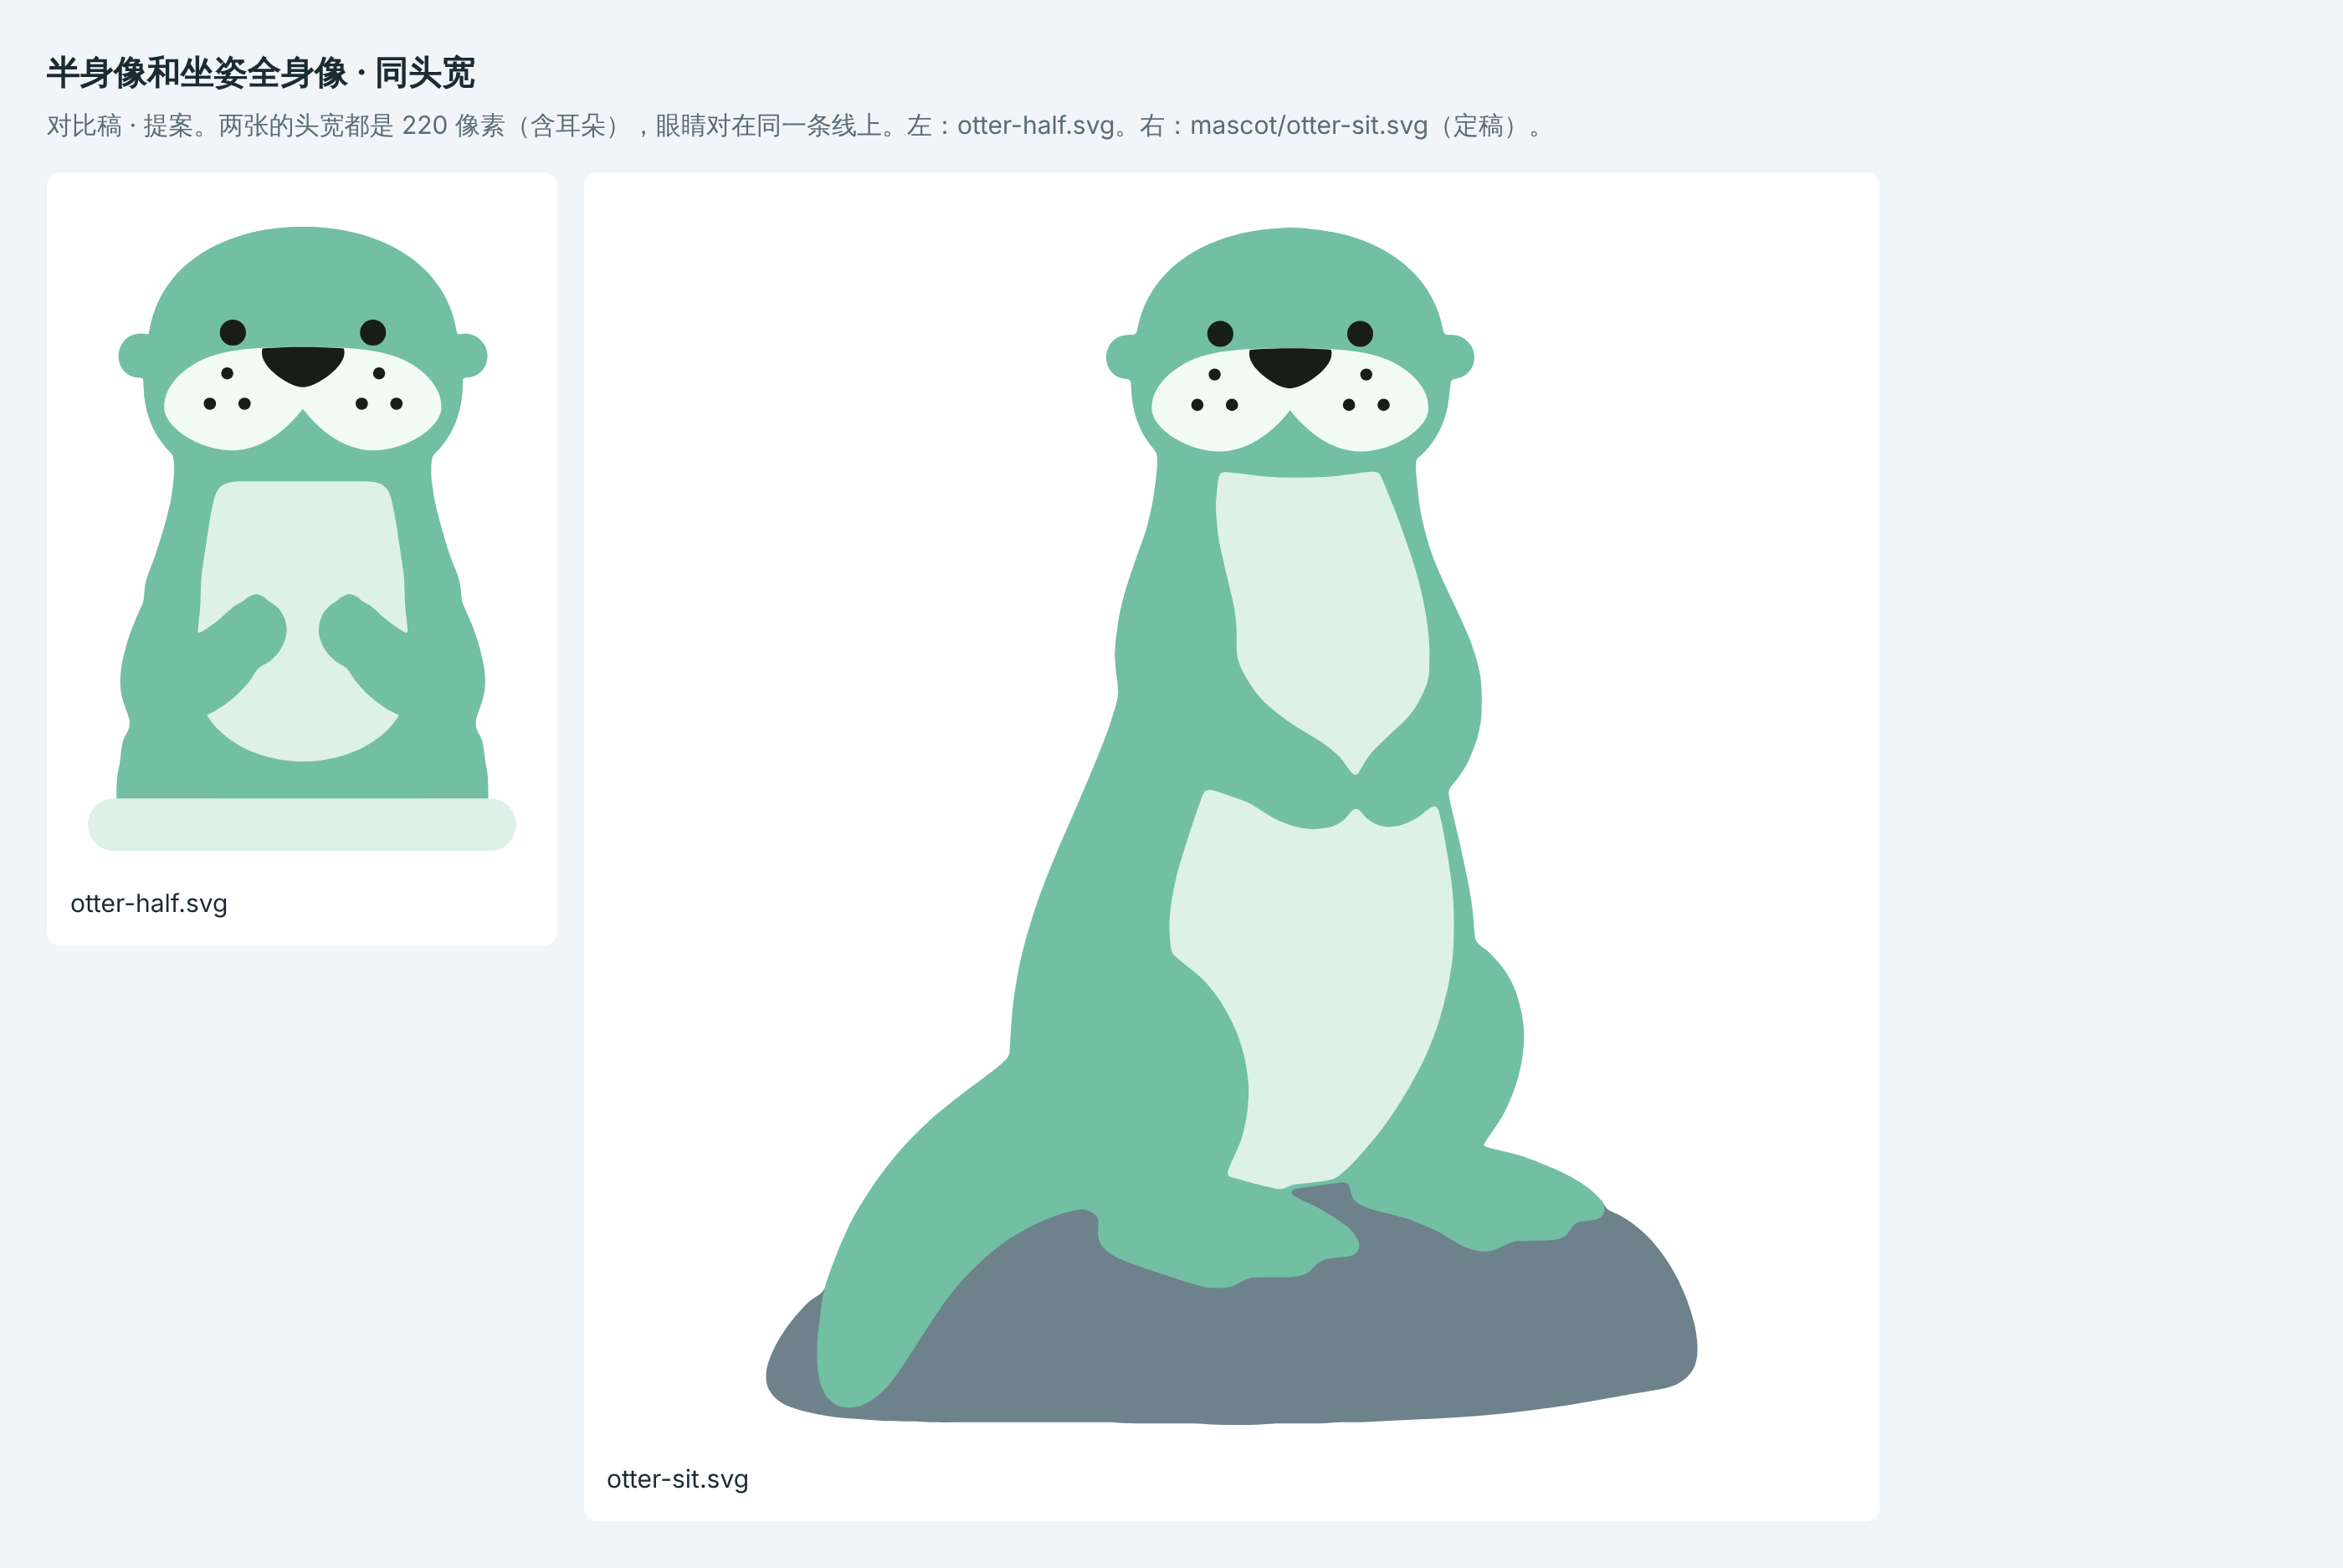 半身像和坐姿全身像 · 同头宽
对比稿 · 提案。两张的头宽都是 220 像素（含耳朵），眼睛对在同一条线上。左：otter-half.svg。右：mascot/otter-sit.svg（定稿）。
otter-half.svg
otter-sit.svg